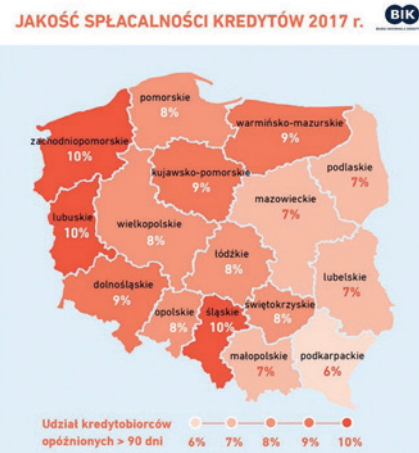 JAKOŚĆ SPŁACALNOŚCI KREDYTÓW 2017 r.
BIK
pomorskie
8%
warmińsko-mazurskie
9%
zachodniopomorskie
10%
podlaskie
7%
kujawsko-pomorskie
9%
mazowieckie
7%
lubuskie
10%
wielkopolskie
8%
łódzkie
8%
lubelskie
7%
dolnośląskie
9%
opolskie
8%
śląskie
10%
świętokrzyskie
8%
małopolskie
7%
podkarpackie
6%
Udział kredytobiorców
opóźnionych > 90 dni
6% 7% 8% 9% 10%